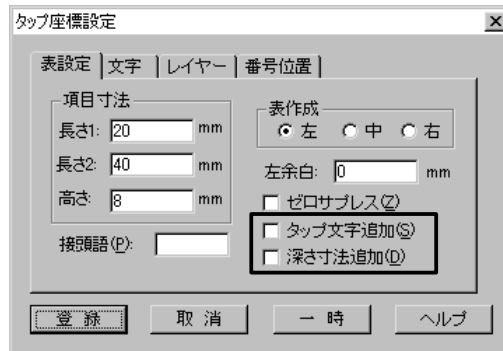 タップ座標設定
表設定 文字 レイヤー 番号位置
項目寸法
長さ1: 20 mm
長さ2: 40 mm
高さ: 8 mm
接頭語(P):
表作成
左 中 右
左余白: 0 mm
ゼロサプレス(Z)
タップ文字追加(S)
深さ寸法追加(D)
登 録 取 消 一 時 ヘルプ